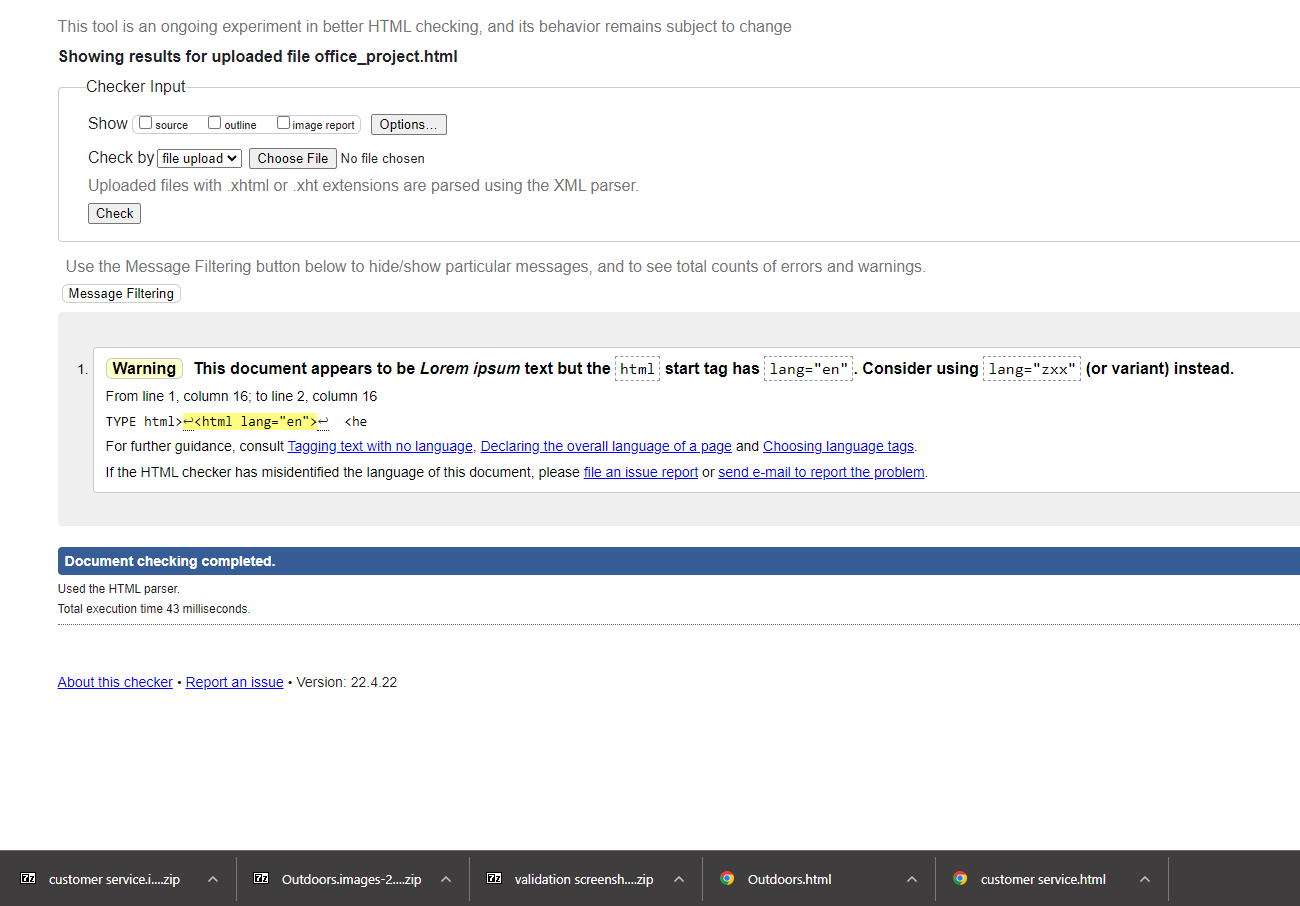 This tool is an ongoing experiment in better HTML checking, and its behavior remains subject to change
Showing results for uploaded file office_project.html
Checker Input
Show source outline image report Options...
Check by file upload Choose File No file chosen
Uploaded files with .xhtml or .xht extensions are parsed using the XML parser.
Check
Use the Message Filtering button below to hide/show particular messages, and to see total counts of errors and warnings.
Message Filtering
1. Warning This document appears to be Lorem ipsum text but the html start tag has lang="en". Consider using lang="zxx" (or variant) instead.
From line 1, column 16; to line 2, column 16
TYPE html>↩<html lang="en">↩ <he
For further guidance, consult Tagging text with no language, Declaring the overall language of a page and Choosing language tags.
If the HTML checker has misidentified the language of this document, please file an issue report or send e-mail to report the problem.
Document checking completed.
Used the HTML parser.
Total execution time 43 milliseconds.
About this checker • Report an issue • Version: 22.4.22
7z customer service.i....zip 7z Outdoors.images-2....zip 7z validation screensh....zip Outdoors.html customer service.html